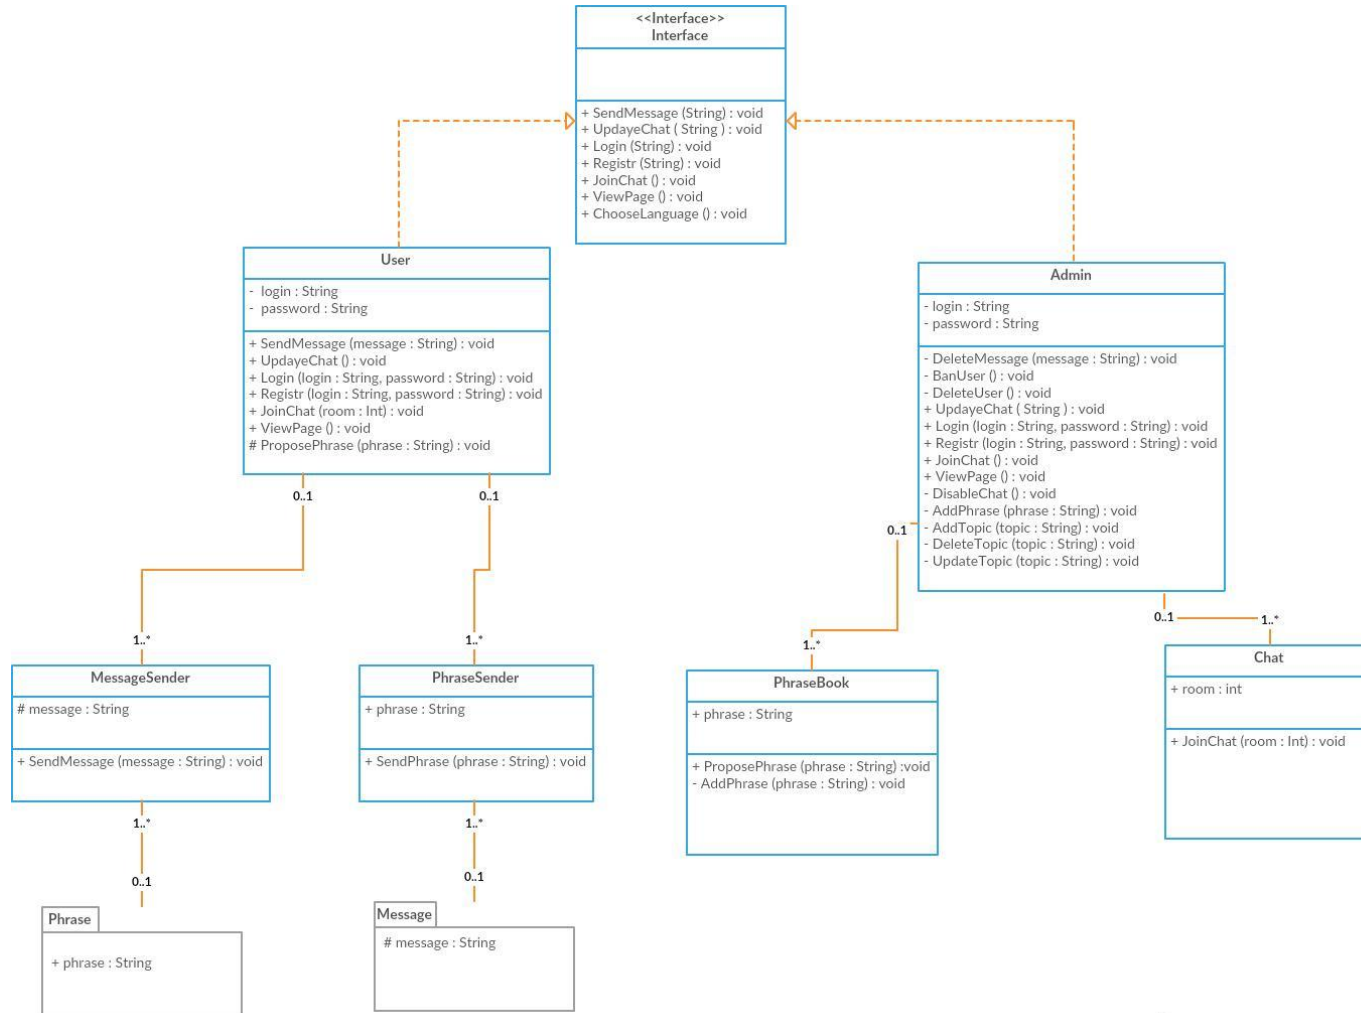 <<Interface>>
Interface
+ SendMessage (String) : void
+ UpdayeChat ( String ) : void
+ Login (String) : void
+ Registr (String) : void
+ JoinChat () : void
+ ViewPage () : void
+ ChooseLanguage () : void
User
- login : String
- password : String
+ SendMessage (message : String) : void
+ UpdayeChat () : void
+ Login (login : String, password : String) : void
+ Registr (login : String, password : String) : void
+ JoinChat (room : Int) : void
+ ViewPage () : void
# ProposePhrase (phrase : String) : void
Admin
- login : String
- password : String
- DeleteMessage (message : String) : void
- BanUser () : void
- DeleteUser () : void
+ UpdayeChat ( String ) : void
+ Login (login : String, password : String) : void
+ Registr (login : String, password : String) : void
+ JoinChat () : void
+ ViewPage () : void
- DisableChat () : void
- AddPhrase (phrase : String) : void
- AddTopic (topic : String) : void
- DeleteTopic (topic : String) : void
- UpdateTopic (topic : String) : void
0..1
0..1
0..1
0..1
1..*
1..*
1..*
1..*
MessageSender
# message : String
+ SendMessage (message : String) : void
PhraseSender
+ phrase : String
+ SendPhrase (phrase : String) : void
PhraseBook
+ phrase : String
+ ProposePhrase (phrase : String) :void
- AddPhrase (phrase : String) : void
Chat
+ room : int
+ JoinChat (room : Int) : void
1..*
1..*
0..1
0..1
Phrase
+ phrase : String
Message
# message : String